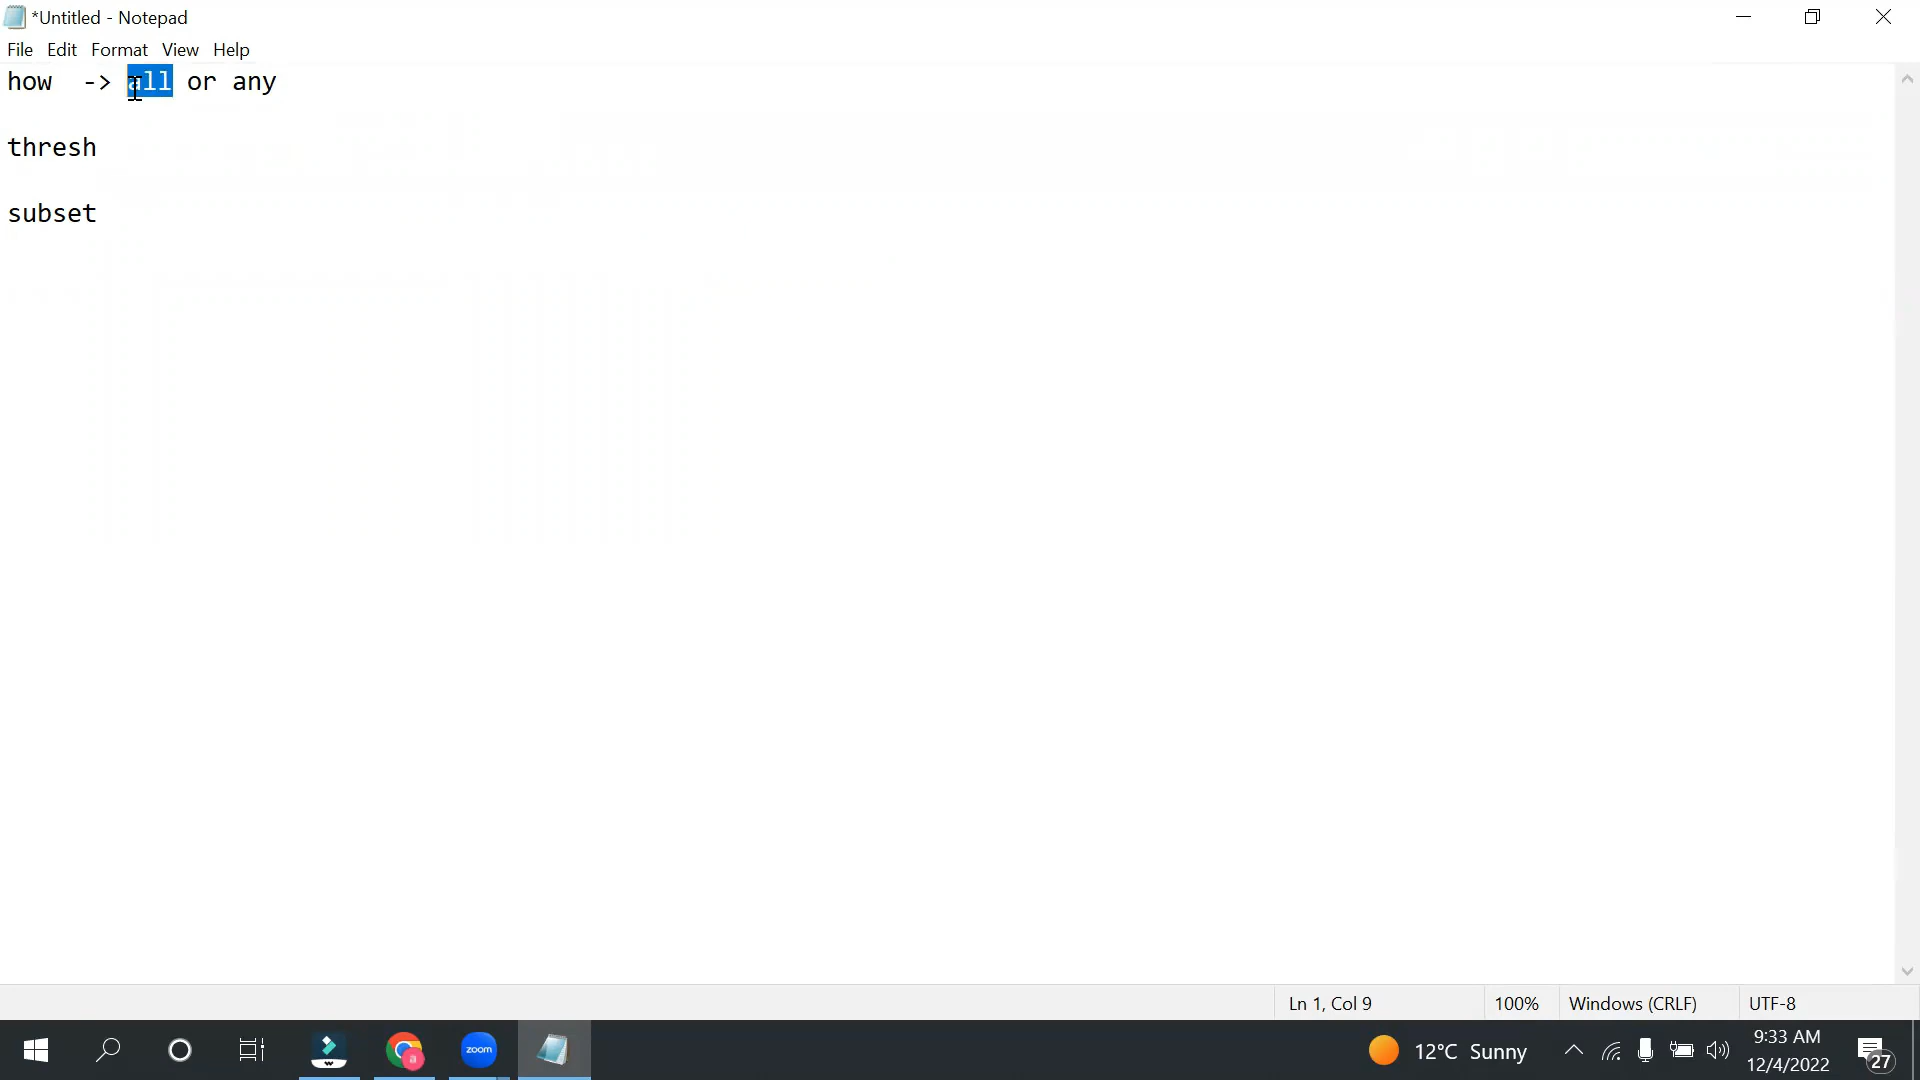 *Untitled - Notepad
File Edit Format View Help
how -> all or any
thresh
subset
Ln 1, Col 9 100% Windows (CRLF) UTF-8
zoom
12°C Sunny
9:33 AM
12/4/2022
27